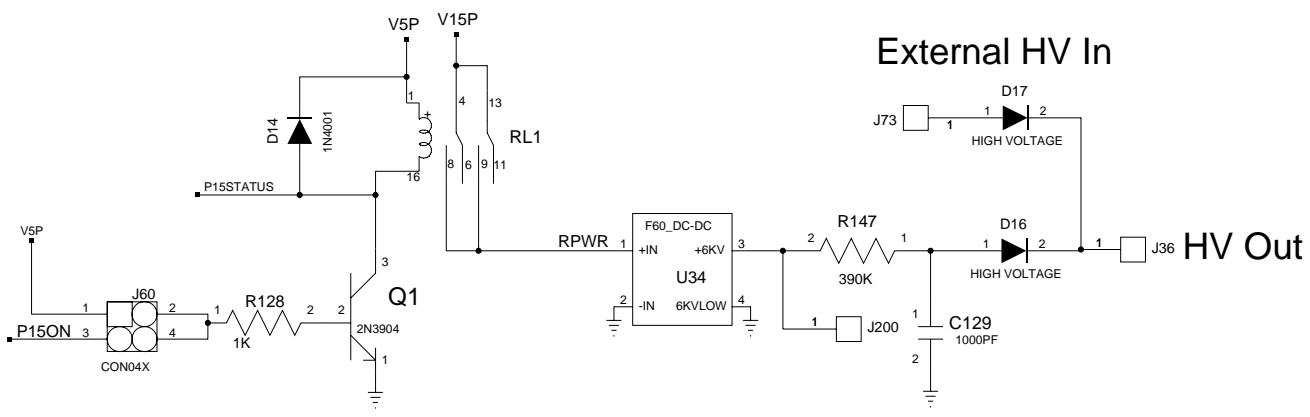 V5P
V15P
External HV In
D17
1
2
J73
1
HIGH VOLTAGE
D14
1N4001
1
+
4
13
RL1
8
6
9
11
16
P15STATUS
V5P
RPWR
1
F60_DC-DC
+IN
+6KV
3
U34
2
-IN
6KVLOW
4
R147
2
1
390K
D16
1
2
HIGH VOLTAGE
1
J36
HV Out
1
J200
1
C129
1000PF
2
3
Q1
J60
1
2
P15ON
3
4
CON04X
R128
1
2
1K
2
2N3904
1